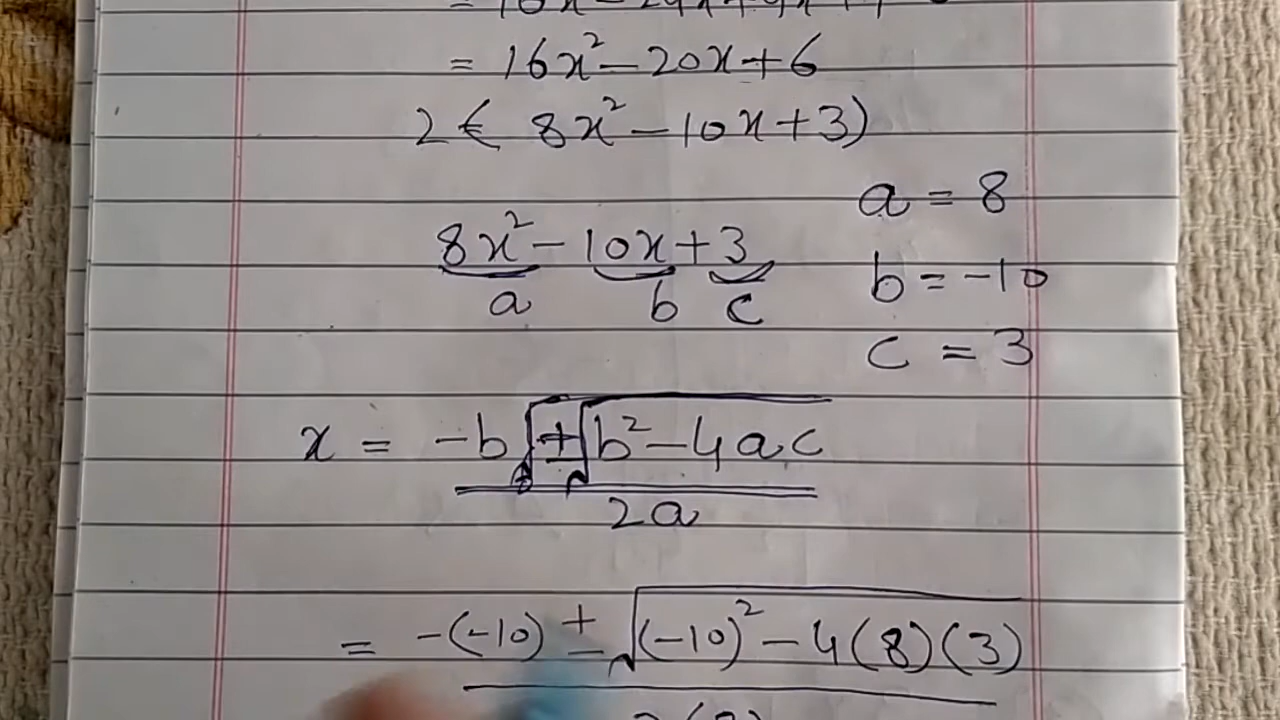 = 16x² - 20x + 6
2 ( 8x² - 10x + 3)
a = 8
8x² - 10x + 3
b = -10
a b c
c = 3
x = -b ± √b² - 4ac
2a
= -(-10) ± √(-10)² - 4(8)(3)